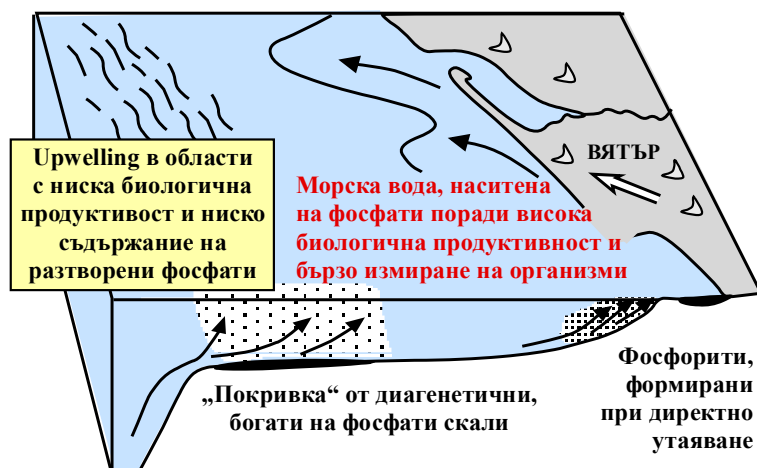 Upwelling в области
с ниска биологична
продуктивост и ниско
съдържание на
разтворени фосфати
ВЯТЪР
Морска вода, наситена
на фосфати поради висока
биологична продуктивност и
бързо измиране на организми
„Покривка“ от диагенетични,
богати на фосфати скали
Фосфорити,
формирани
при директно
утаяване